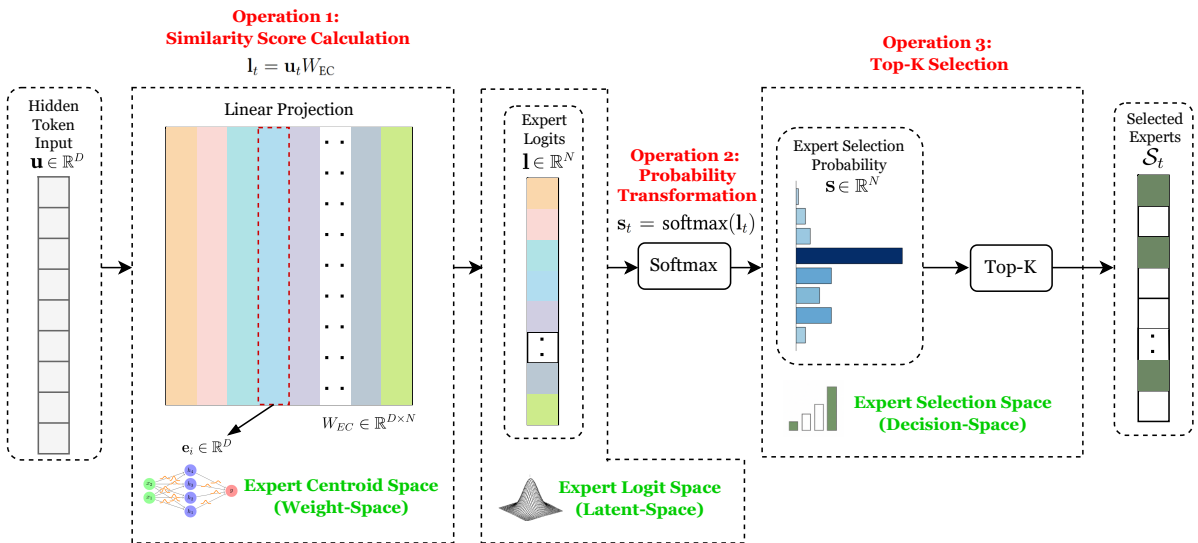 Operation 1:
Similarity Score Calculation
l_t = u_t W_EC
Hidden
Token
Input
u ∈ ℝ^D
Linear Projection
e_i ∈ ℝ^D
W_EC ∈ ℝ^{D×N}
Expert Centroid Space
(Weight-Space)
Expert
Logits
l ∈ ℝ^N
Expert Logit Space
(Latent-Space)
Operation 2:
Probability
Transformation
s_t = softmax(l_t)
Softmax
Operation 3:
Top-K Selection
Expert Selection
Probability
s ∈ ℝ^N
Top-K
Expert Selection Space
(Decision-Space)
Selected
Experts
𝒮_t